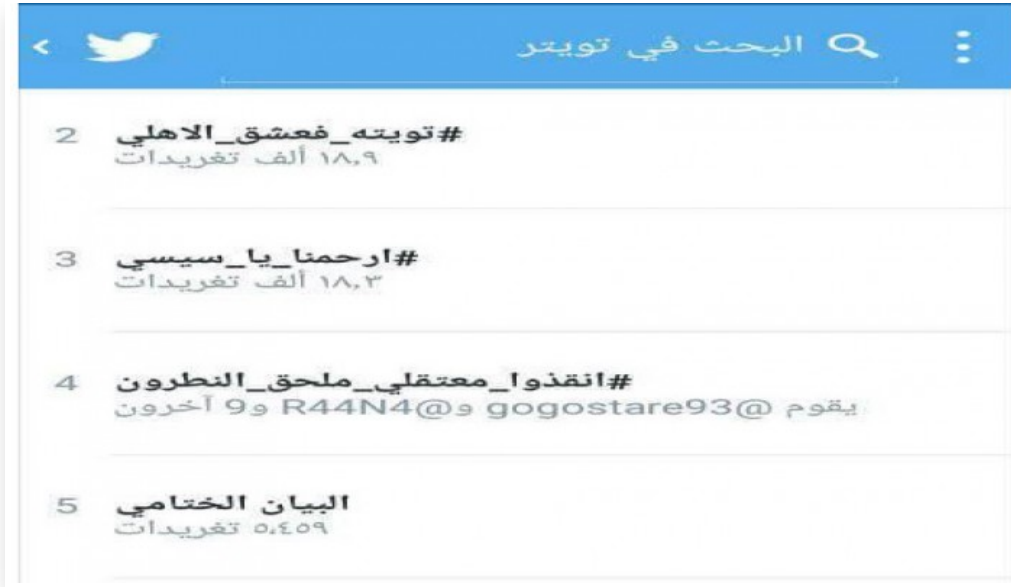 البحث في تويتر
2
#تويته_فعشق_الاهلي
١٨,٩ ألف تغريدات
3
#ارحمنا_يا_سيسي
١٨,٣ ألف تغريدات
4
#انقذوا_معتقلي_ملحق_النطرون
يقوم @gogostare93 و@R44N4 و9 آخرون
5
البيان الختامي
٥،٤٥٩ تغريدات